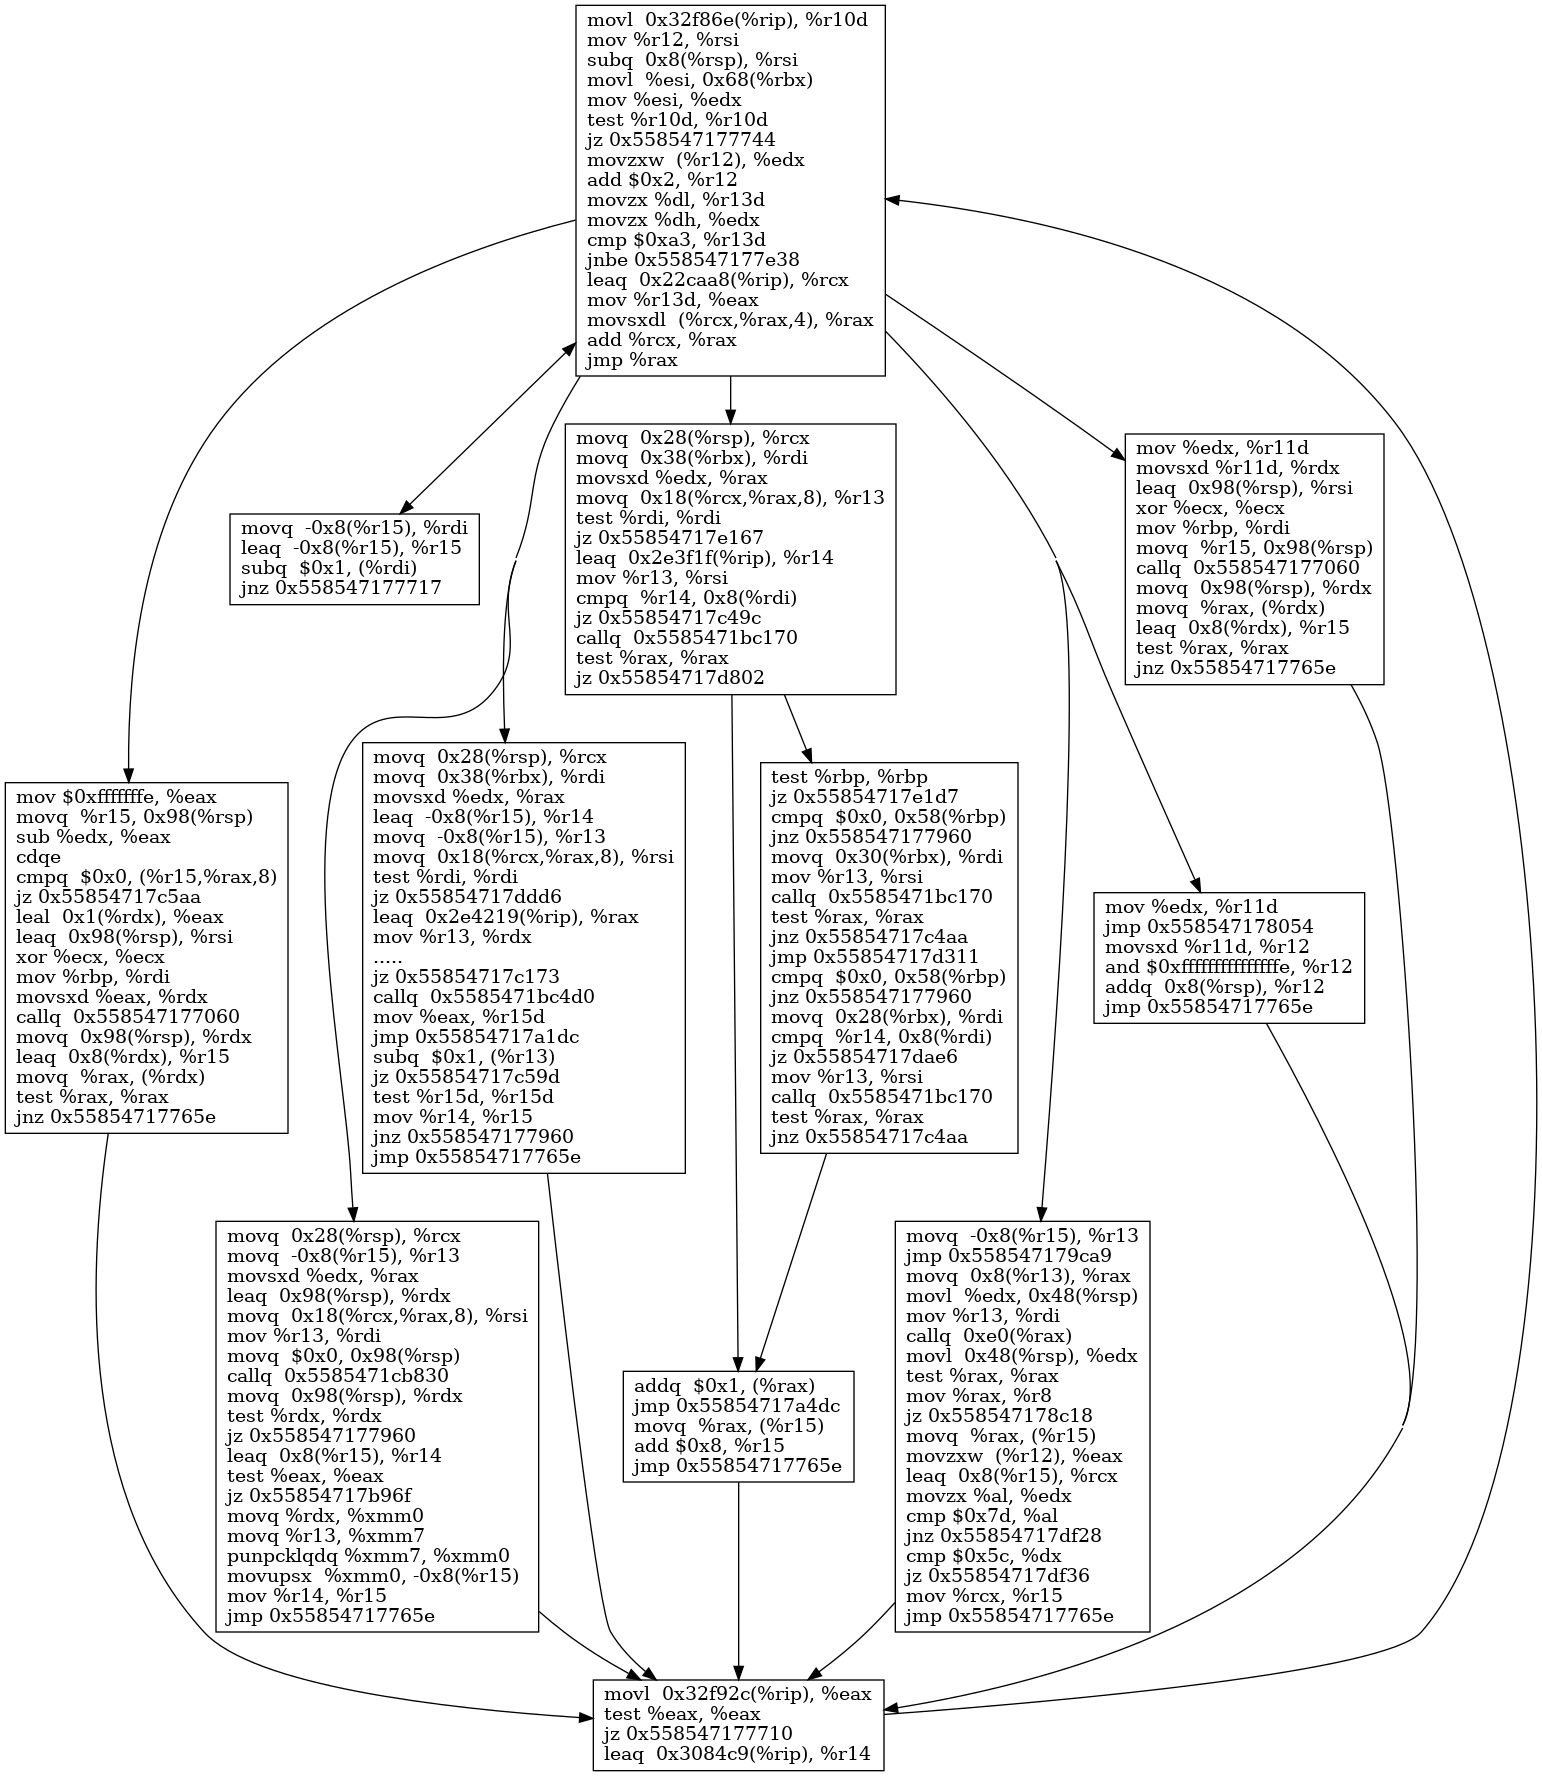 movl  0x32f86e(%rip), %r10d
mov %r12, %rsi
subq  0x8(%rsp), %rsi
movl  %esi, 0x68(%rbx)
mov %esi, %edx
test %r10d, %r10d
jz 0x558547177744
movzxw  (%r12), %edx
add $0x2, %r12
movzx %dl, %r13d
movzx %dh, %edx
cmp $0xa3, %r13d
jnbe 0x558547177e38
leaq  0x22caa8(%rip), %rcx
mov %r13d, %eax
movsxdl  (%rcx,%rax,4), %rax
add %rcx, %rax
jmp %rax
movq  -0x8(%r15), %rdi
leaq  -0x8(%r15), %r15
subq  $0x1, (%rdi)
jnz 0x558547177717
movq  0x28(%rsp), %rcx
movq  0x38(%rbx), %rdi
movsxd %edx, %rax
movq  0x18(%rcx,%rax,8), %r13
test %rdi, %rdi
jz 0x55854717e167
leaq  0x2e3f1f(%rip), %r14
mov %r13, %rsi
cmpq  %r14, 0x8(%rdi)
jz 0x55854717c49c
callq  0x5585471bc170
test %rax, %rax
jz 0x55854717d802
mov %edx, %r11d
movsxd %r11d, %rdx
leaq  0x98(%rsp), %rsi
xor %ecx, %ecx
mov %rbp, %rdi
movq  %r15, 0x98(%rsp)
callq  0x558547177060
movq  0x98(%rsp), %rdx
movq  %rax, (%rdx)
leaq  0x8(%rdx), %r15
test %rax, %rax
jnz 0x55854717765e
mov $0xfffffffe, %eax
movq  %r15, 0x98(%rsp)
sub %edx, %eax
cdqe
cmpq  $0x0, (%r15,%rax,8)
jz 0x55854717c5aa
leal  0x1(%rdx), %eax
leaq  0x98(%rsp), %rsi
xor %ecx, %ecx
mov %rbp, %rdi
movsxd %eax, %rdx
callq  0x558547177060
movq  0x98(%rsp), %rdx
leaq  0x8(%rdx), %r15
movq  %rax, (%rdx)
test %rax, %rax
jnz 0x55854717765e
movq  0x28(%rsp), %rcx
movq  0x38(%rbx), %rdi
movsxd %edx, %rax
leaq  -0x8(%r15), %r14
movq  -0x8(%r15), %r13
movq  0x18(%rcx,%rax,8), %rsi
test %rdi, %rdi
jz 0x55854717ddd6
leaq  0x2e4219(%rip), %rax
mov %r13, %rdx
.....
jz 0x55854717c173
callq  0x5585471bc4d0
mov %eax, %r15d
jmp 0x55854717a1dc
subq  $0x1, (%r13)
jz 0x55854717c59d
test %r15d, %r15d
mov %r14, %r15
jnz 0x558547177960
jmp 0x55854717765e
test %rbp, %rbp
jz 0x55854717e1d7
cmpq  $0x0, 0x58(%rbp)
jnz 0x558547177960
movq  0x30(%rbx), %rdi
mov %r13, %rsi
callq  0x5585471bc170
test %rax, %rax
jnz 0x55854717c4aa
jmp 0x55854717d311
cmpq  $0x0, 0x58(%rbp)
jnz 0x558547177960
movq  0x28(%rbx), %rdi
cmpq  %r14, 0x8(%rdi)
jz 0x55854717dae6
mov %r13, %rsi
callq  0x5585471bc170
test %rax, %rax
jnz 0x55854717c4aa
mov %edx, %r11d
jmp 0x558547178054
movsxd %r11d, %r12
and $0xfffffffffffffffe, %r12
addq  0x8(%rsp), %r12
jmp 0x55854717765e
movq  0x28(%rsp), %rcx
movq  -0x8(%r15), %r13
movsxd %edx, %rax
leaq  0x98(%rsp), %rdx
movq  0x18(%rcx,%rax,8), %rsi
mov %r13, %rdi
movq  $0x0, 0x98(%rsp)
callq  0x5585471cb830
movq  0x98(%rsp), %rdx
test %rdx, %rdx
jz 0x558547177960
leaq  0x8(%r15), %r14
test %eax, %eax
jz 0x55854717b96f
movq %rdx, %xmm0
movq %r13, %xmm7
punpcklqdq %xmm7, %xmm0
movupsx  %xmm0, -0x8(%r15)
mov %r14, %r15
jmp 0x55854717765e
addq  $0x1, (%rax)
jmp 0x55854717a4dc
movq  %rax, (%r15)
add $0x8, %r15
jmp 0x55854717765e
movq  -0x8(%r15), %r13
jmp 0x558547179ca9
movq  0x8(%r13), %rax
movl  %edx, 0x48(%rsp)
mov %r13, %rdi
callq  0xe0(%rax)
movl  0x48(%rsp), %edx
test %rax, %rax
mov %rax, %r8
jz 0x558547178c18
movq  %rax, (%r15)
movzxw  (%r12), %eax
leaq  0x8(%r15), %rcx
movzx %al, %edx
cmp $0x7d, %al
jnz 0x55854717df28
cmp $0x5c, %dx
jz 0x55854717df36
mov %rcx, %r15
jmp 0x55854717765e
movl  0x32f92c(%rip), %eax
test %eax, %eax
jz 0x558547177710
leaq  0x3084c9(%rip), %r14